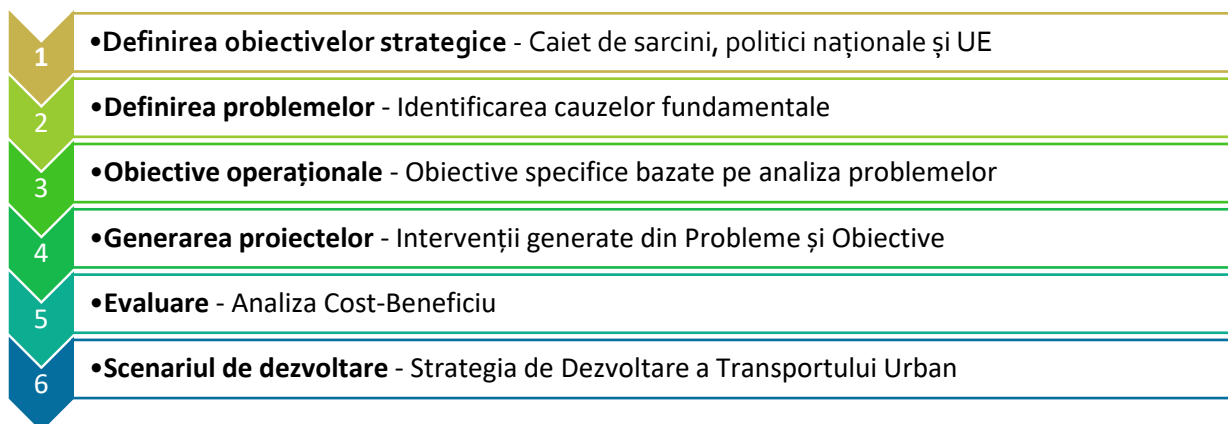 1 •Definirea obiectivelor strategice - Caiet de sarcini, politici naționale și UE
2 •Definirea problemelor - Identificarea cauzelor fundamentale
3 •Obiective operaționale - Obiective specifice bazate pe analiza problemelor
4 •Generarea proiectelor - Intervenții generate din Probleme și Obiective
5 •Evaluare - Analiza Cost-Beneficiu
6 •Scenariul de dezvoltare - Strategia de Dezvoltare a Transportului Urban